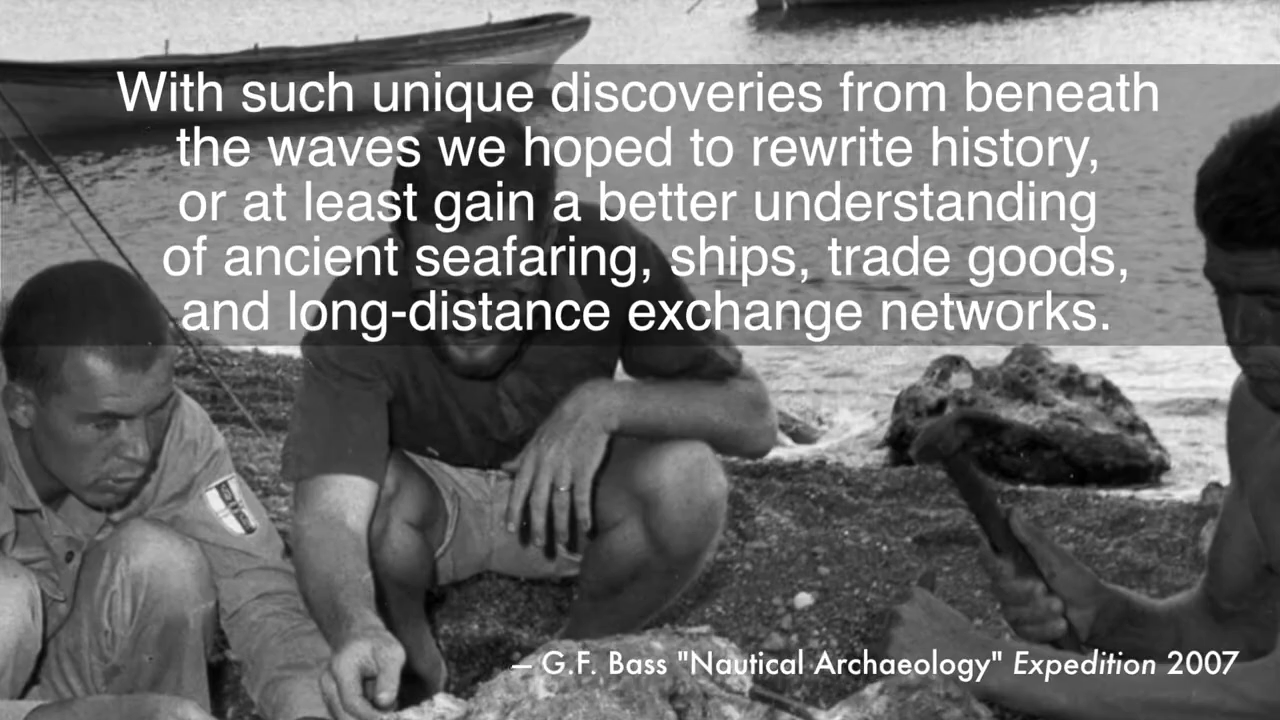 With such unique discoveries from beneath
the waves we hoped to rewrite history,
or at least gain a better understanding
of ancient seafaring, ships, trade goods,
and long-distance exchange networks.
— G.F. Bass "Nautical Archaeology" Expedition 2007